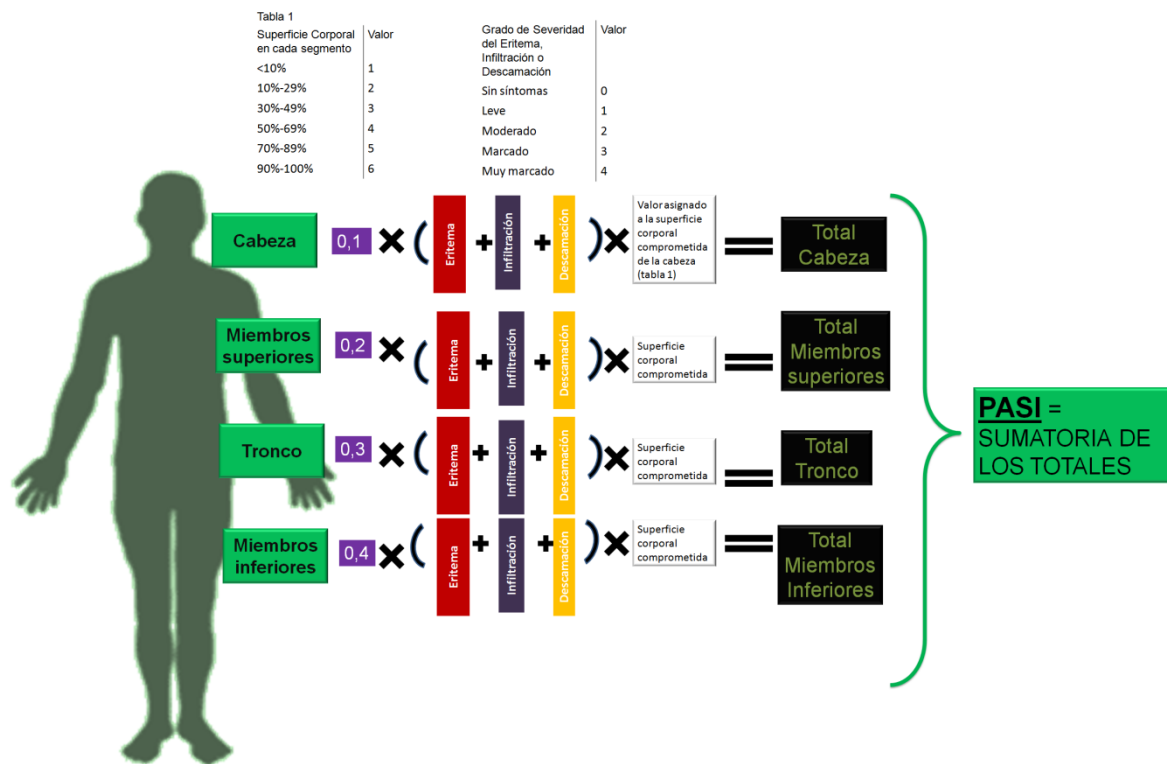 Tabla 1
Superficie Corporal
en cada segmento
Valor
<10%
1
10%-29%
2
30%-49%
3
50%-69%
4
70%-89%
5
90%-100%
6
Grado de Severidad
del Eritema,
Infiltración o
Descamación
Valor
Sin síntomas
0
Leve
1
Moderado
2
Marcado
3
Muy marcado
4
Cabeza
0,1
Eritema
Infiltración
Descamación
Valor asignado
a la superficie
corporal
comprometida
de la cabeza
(tabla 1)
Total
Cabeza
Miembros
superiores
0,2
Eritema
Infiltración
Descamación
Superficie
corporal
comprometida
Total
Miembros
superiores
Tronco
0,3
Eritema
Infiltración
Descamación
Superficie
corporal
comprometida
Total
Tronco
Miembros
inferiores
0,4
Eritema
Infiltración
Descamación
Superficie
corporal
comprometida
Total
Miembros
Inferiores
PASI =
SUMATORIA DE
LOS TOTALES